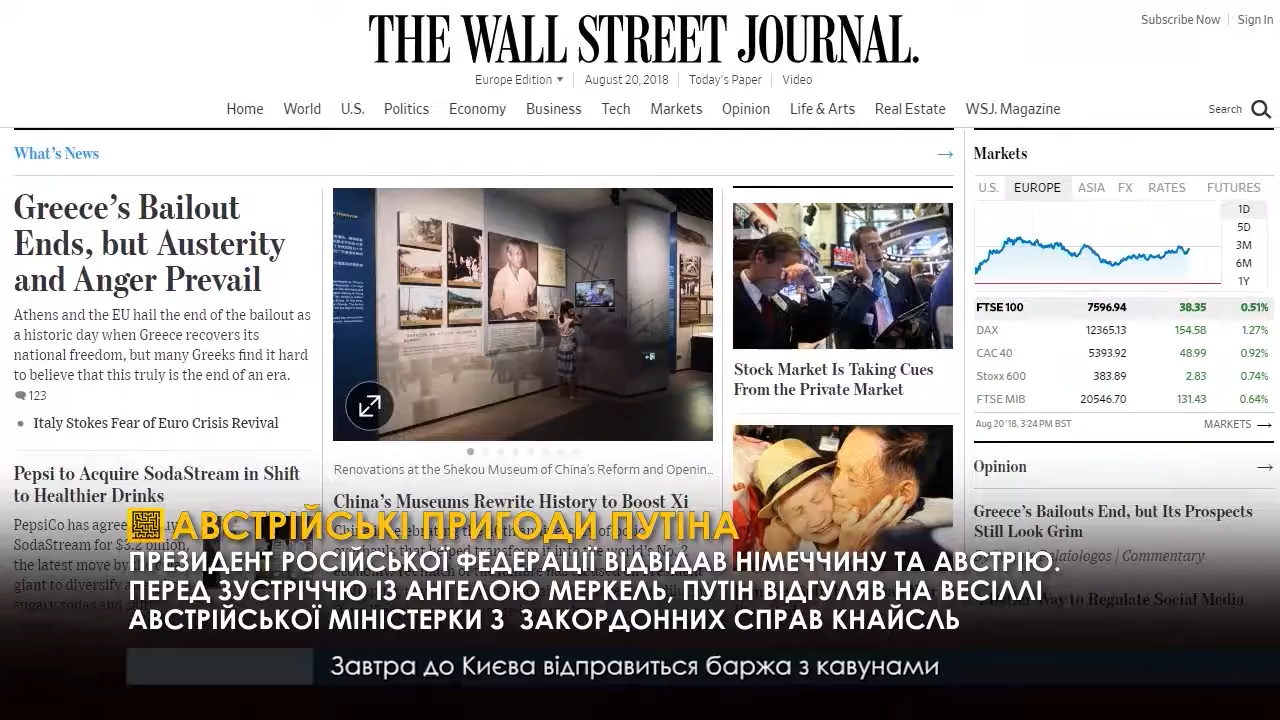 THE WALL STREET JOURNAL.
Subscribe Now
Sign In
Europe Edition
August 20, 2018
Today's Paper
Video
Home
World
U.S.
Politics
Economy
Business
Tech
Markets
Opinion
Life & Arts
Real Estate
WSJ. Magazine
Search
What's News
Greece's Bailout
Ends, but Austerity
and Anger Prevail
Athens and the EU hail the end of the bailout as
a historic day when Greece recovers its
national freedom, but many Greeks find it hard
to believe that this truly is the end of an era.
123
Italy Stokes Fear of Euro Crisis Revival
Pepsi to Acquire SodaStream in Shift
to Healthier Drinks
PepsiCo has agreed
SodaStream for $3.2 billion,
the latest move by
giant to diversify
sugary sodas and
Renovations at the Shekou Museum of China's Reform and Openin...
China's Museums Rewrite History to Boost Xi
Stock Market Is Taking Cues
From the Private Market
Markets
U.S.
EUROPE
ASIA
FX
RATES
FUTURES
1D
5D
3M
6M
1Y
FTSE 100 7596.94 38.35 0.51%
DAX 12365.13 154.58 1.27%
CAC 40 5393.92 48.99 0.92%
Stoxx 600 383.89 2.83 0.74%
FTSE MIB 20546.70 131.43 0.64%
Aug 20 '18, 3:24 PM BST
MARKETS
Opinion
Greece's Bailouts End, but Its Prospects
Still Look Grim
Commentary
Way to Regulate Social Media
АВСТРІЙСЬКІ ПРИГОДИ ПУТІНА
ПРЕЗИДЕНТ РОСІЙСЬКОЇ ФЕДЕРАЦІЇ ВІДВІДАВ НІМЕЧЧИНУ ТА АВСТРІЮ.
ПЕРЕД ЗУСТРІЧЧЮ ІЗ АНГЕЛОЮ МЕРКЕЛЬ, ПУТІН ВІДГУЛЯВ НА ВЕСІЛЛІ
АВСТРІЙСЬКОЇ МІНІСТЕРКИ З ЗАКОРДОННИХ СПРАВ КНАЙСЛЬ
Завтра до Києва відправиться баржа з кавунами